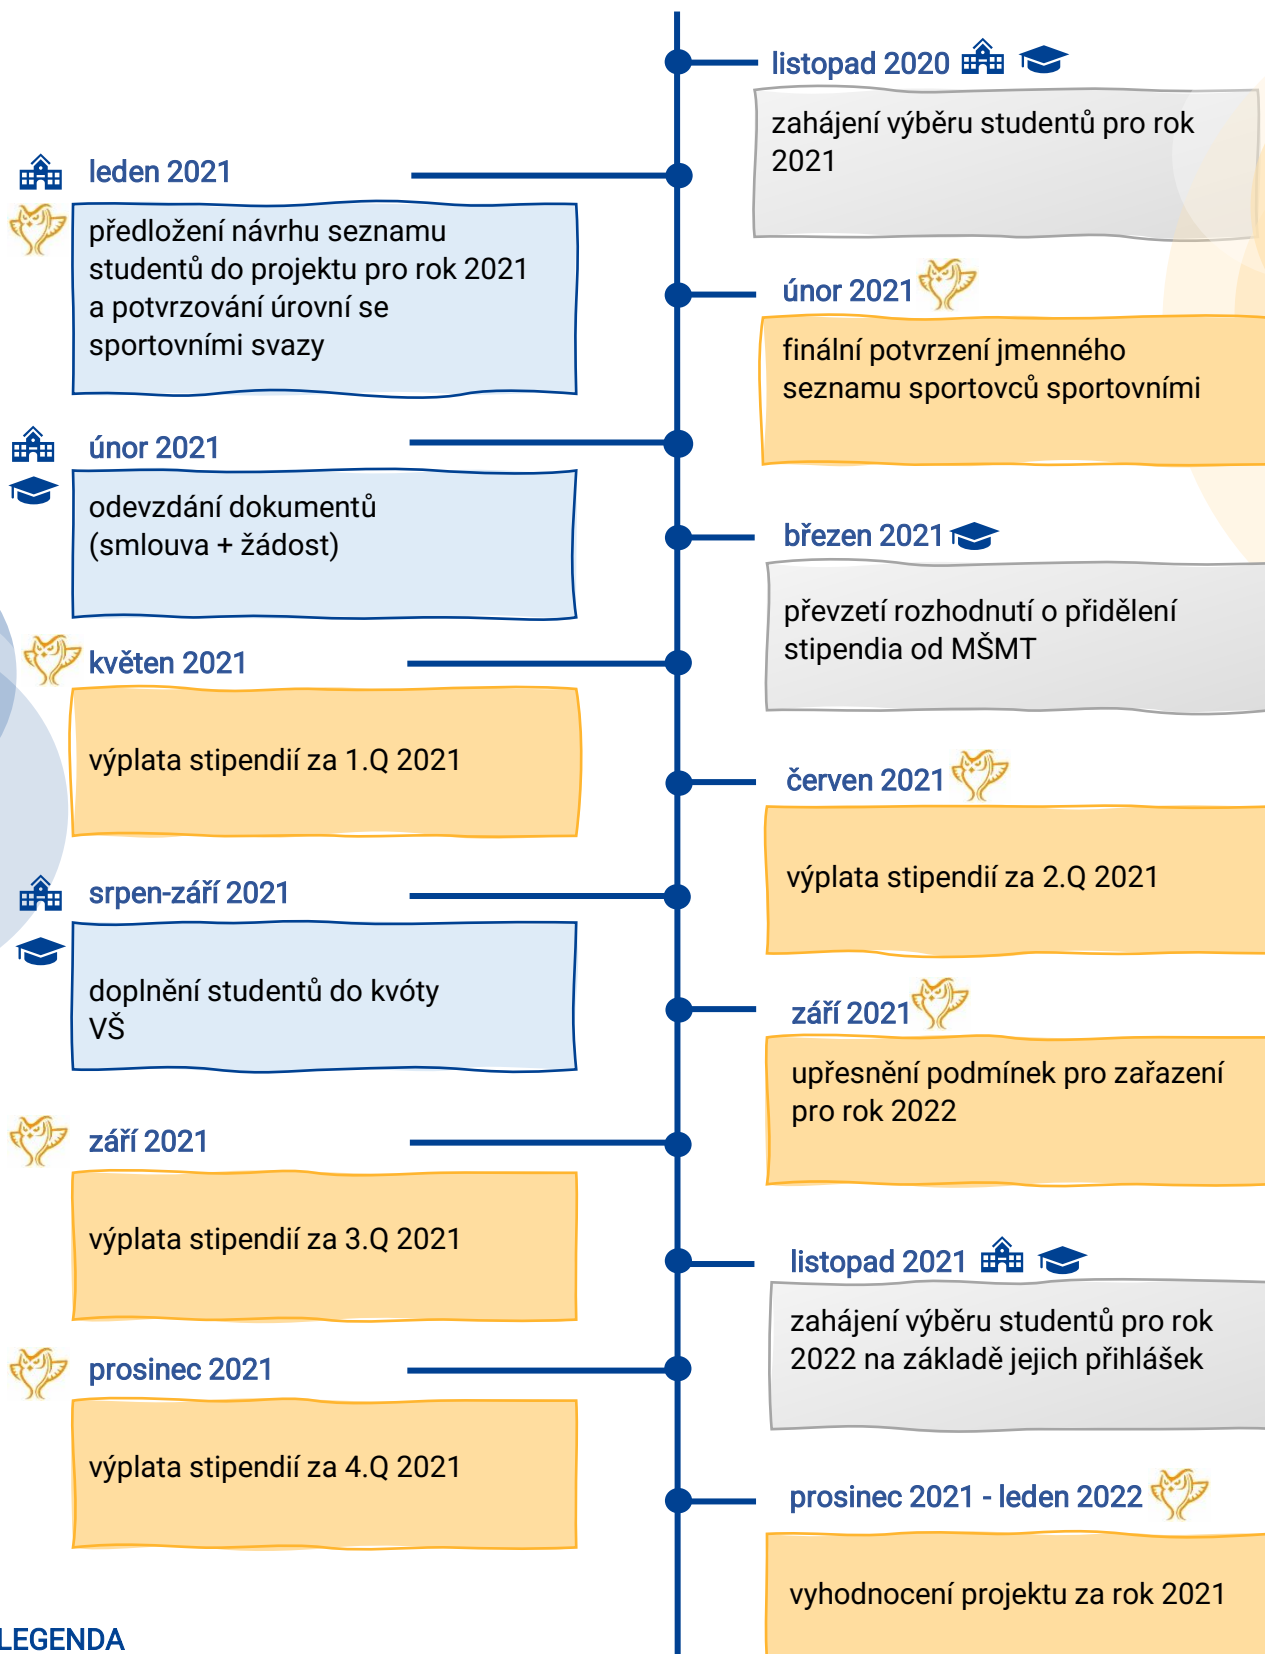 listopad 2020
zahájení výběru studentů pro rok
2021
leden 2021
předložení návrhu seznamu
studentů do projektu pro rok 2021
a potvrzování úrovní se
sportovními svazy
únor 2021
finální potvrzení jmenného
seznamu sportovců sportovními
únor 2021
odevzdání dokumentů
(smlouva + žádost)
březen 2021
převzetí rozhodnutí o přidělení
stipendia od MŠMT
květen 2021
výplata stipendií za 1.Q 2021
červen 2021
výplata stipendií za 2.Q 2021
srpen-září 2021
doplnění studentů do kvóty
VŠ
září 2021
upřesnění podmínek pro zařazení
pro rok 2022
září 2021
výplata stipendií za 3.Q 2021
listopad 2021
zahájení výběru studentů pro rok
2022 na základě jejich přihlášek
prosinec 2021
výplata stipendií za 4.Q 2021
prosinec 2021 - leden 2022
vyhodnocení projektu za rok 2021
LEGENDA